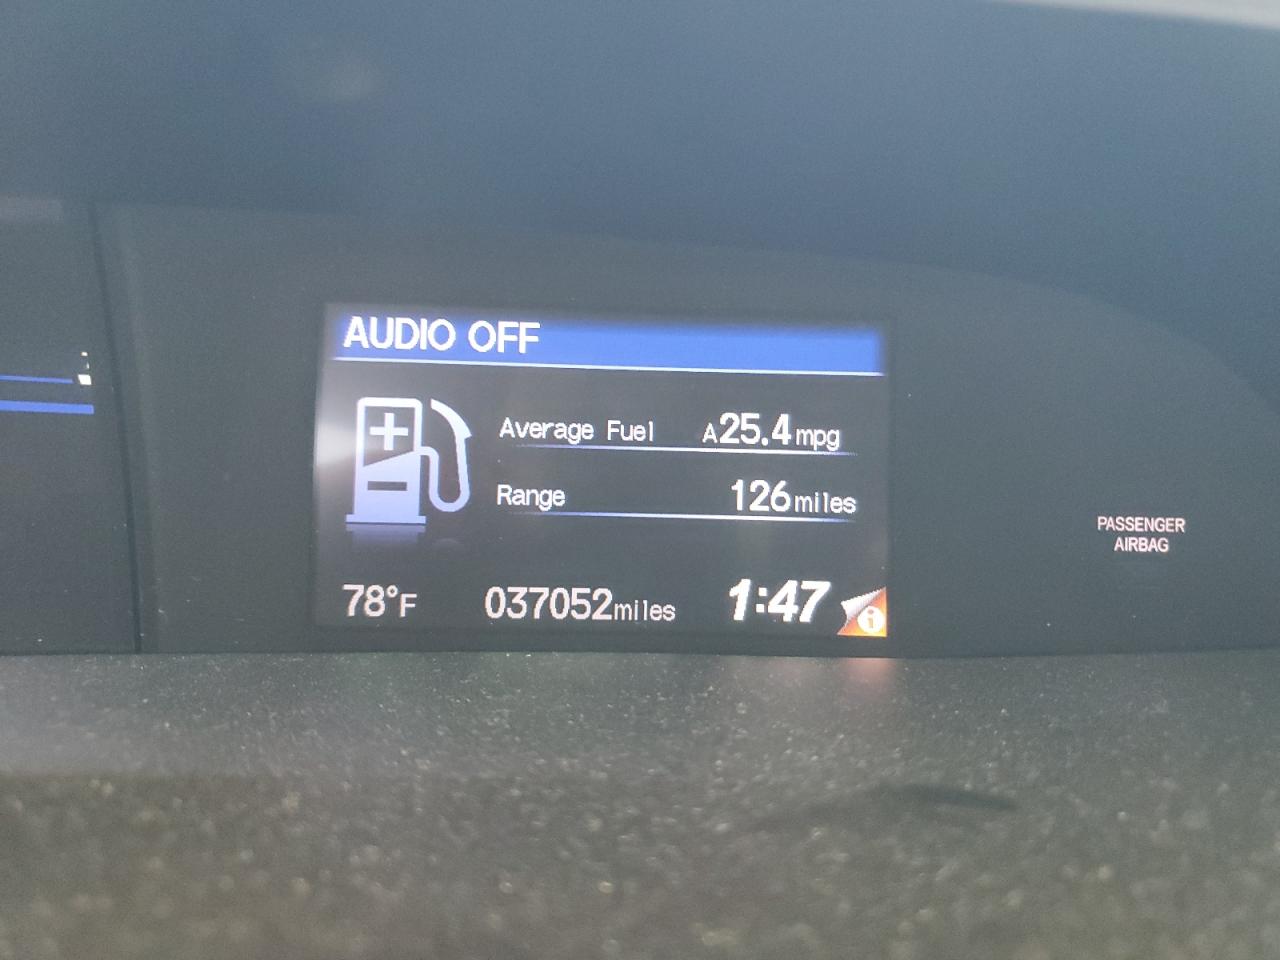 AUDIO OFF
Average Fuel A25.4mpg
Range 126miles
78°F 037052miles 1:47 i
PASSENGER
AIRBAG